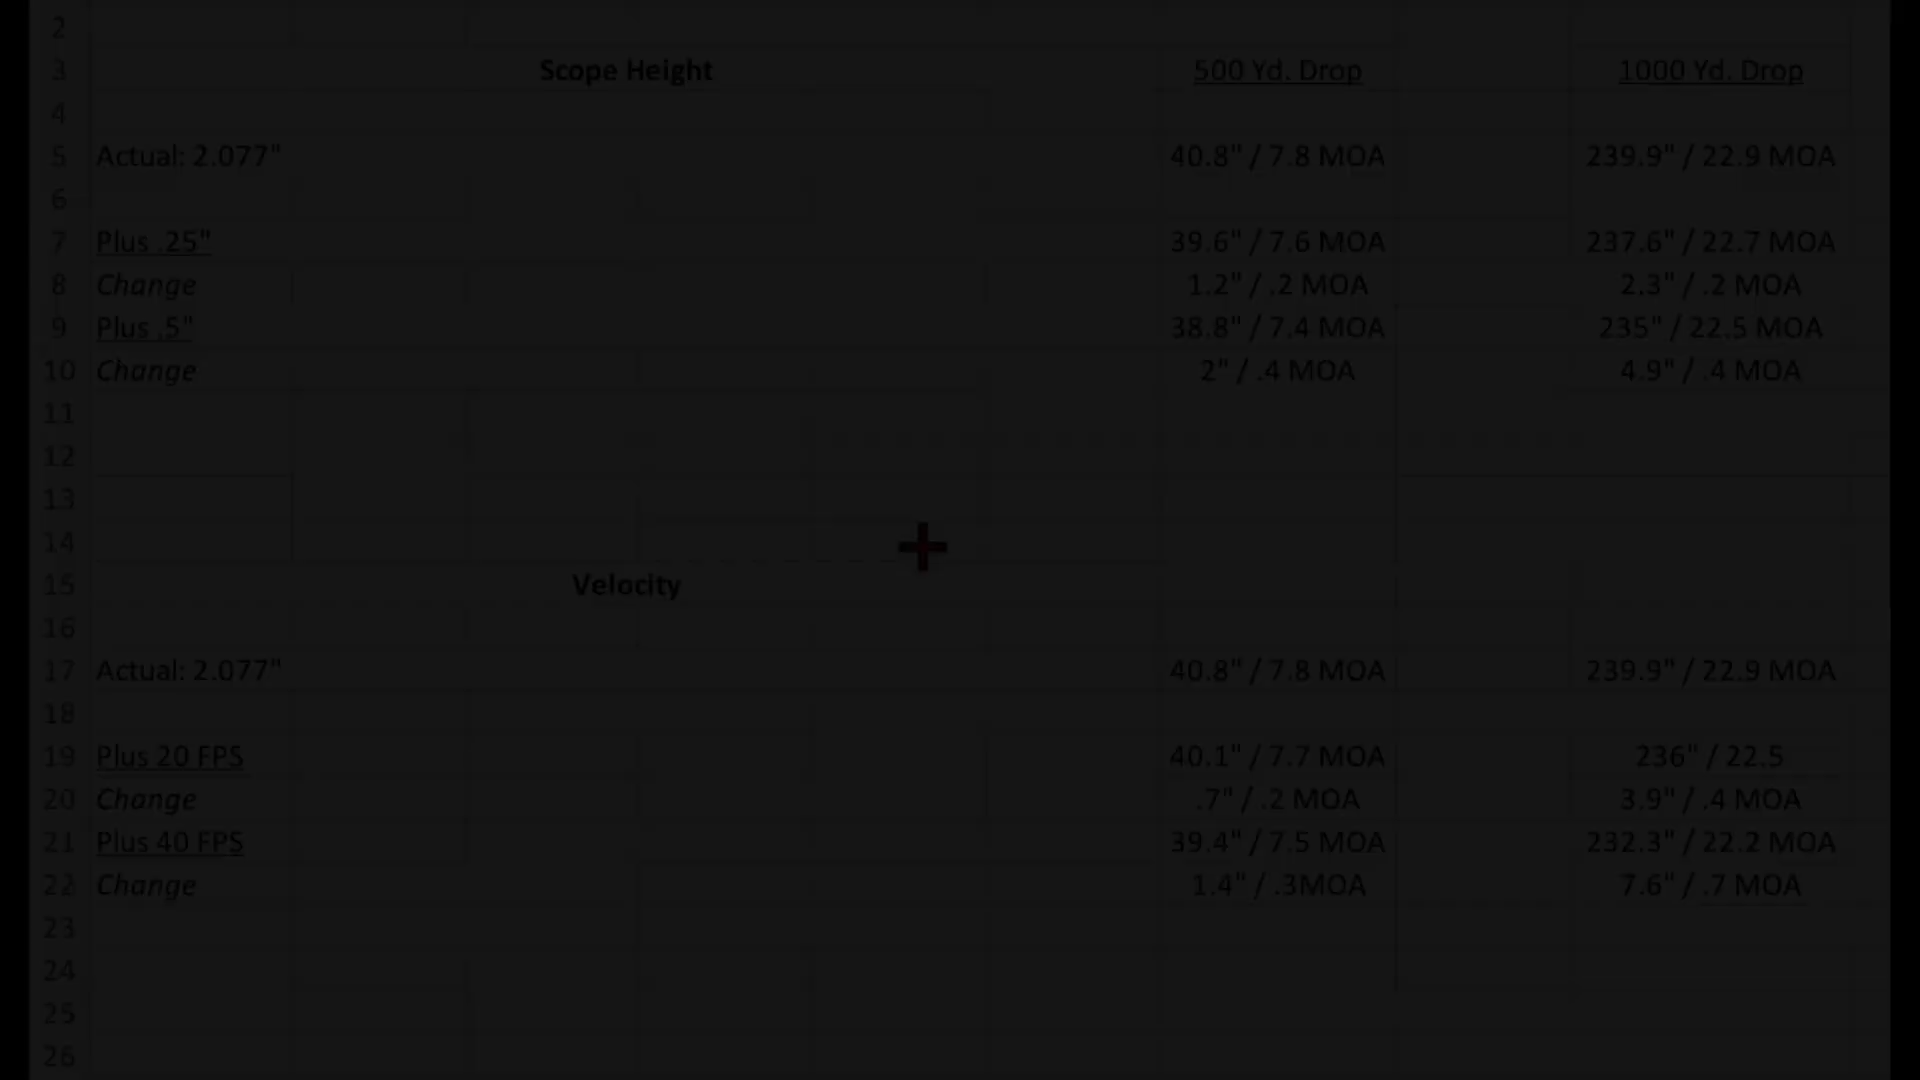 2
3 Scope Height 500 Yd. Drop 1000 Yd. Drop
4
5 Actual: 2.077" 40.8" / 7.8 MOA 239.9" / 22.9 MOA
6
7 Plus .25" 39.6" / 7.6 MOA 237.6" / 22.7 MOA
8 Change 1.2" / .2 MOA 2.3" / .2 MOA
9 Plus .5" 38.8" / 7.4 MOA 235" / 22.5 MOA
10 Change 2" / .4 MOA 4.9" / .4 MOA
11
12
13
14
15 Velocity
16
17 Actual: 2.077" 40.8" / 7.8 MOA 239.9" / 22.9 MOA
18
19 Plus 20 FPS 40.1" / 7.7 MOA 236" / 22.5
20 Change .7" / .2 MOA 3.9" / .4 MOA
21 Plus 40 FPS 39.4" / 7.5 MOA 232.3" / 22.2 MOA
22 Change 1.4" / .3MOA 7.6" / .7 MOA
23
24
25
26